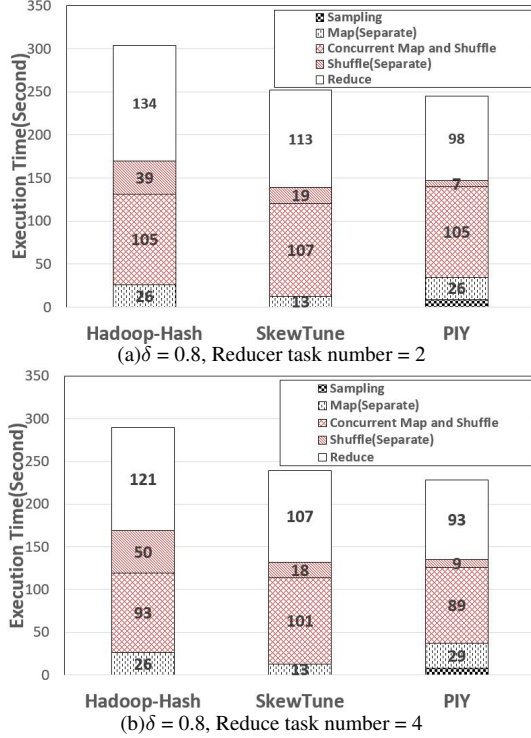 350
300
250
200
150
100
50
0
Execution Time(Second)
Sampling
Map(Separate)
Concurrent Map and Shuffle
Shuffle(Separate)
Reduce
134
39
105
26
113
19
107
13
98
7
105
26
Hadoop-Hash SkewTune PIY
(a)δ = 0.8, Reducer task number = 2
350
300
250
200
150
100
50
0
Execution Time(Second)
Sampling
Map(Separate)
Concurrent Map and Shuffle
Shuffle(Separate)
Reduce
121
50
93
26
107
18
101
13
93
9
89
29
Hadoop-Hash SkewTune PIY
(b)δ = 0.8, Reduce task number = 4